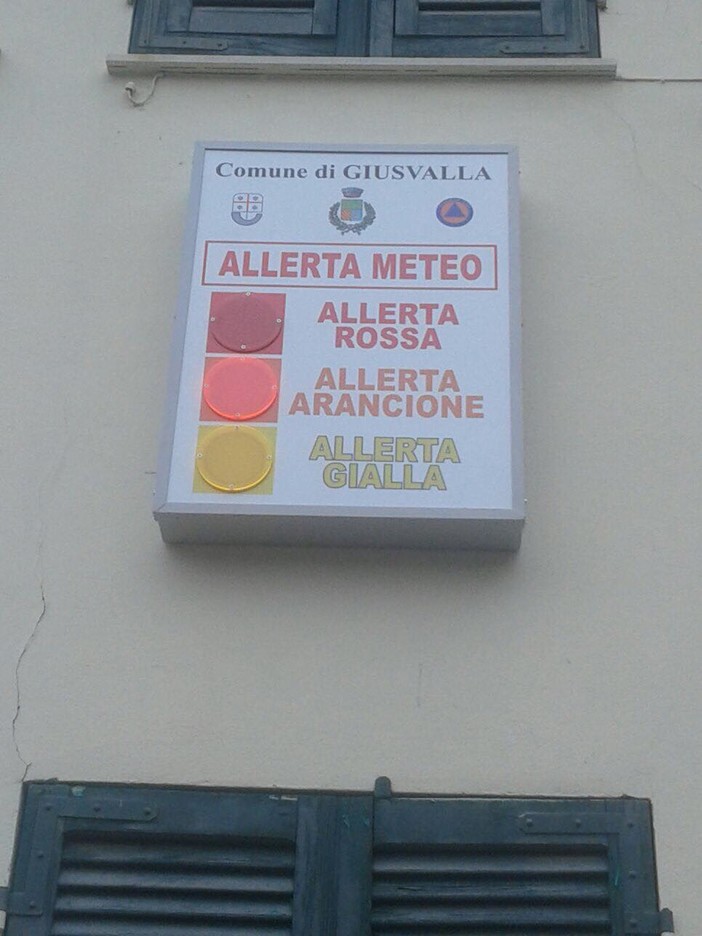 Comune di GIUSVALLA
ALLERTA METEO
ALLERTA
ROSSA
ALLERTA
ARANCIONE
ALLERTA
GIALLA